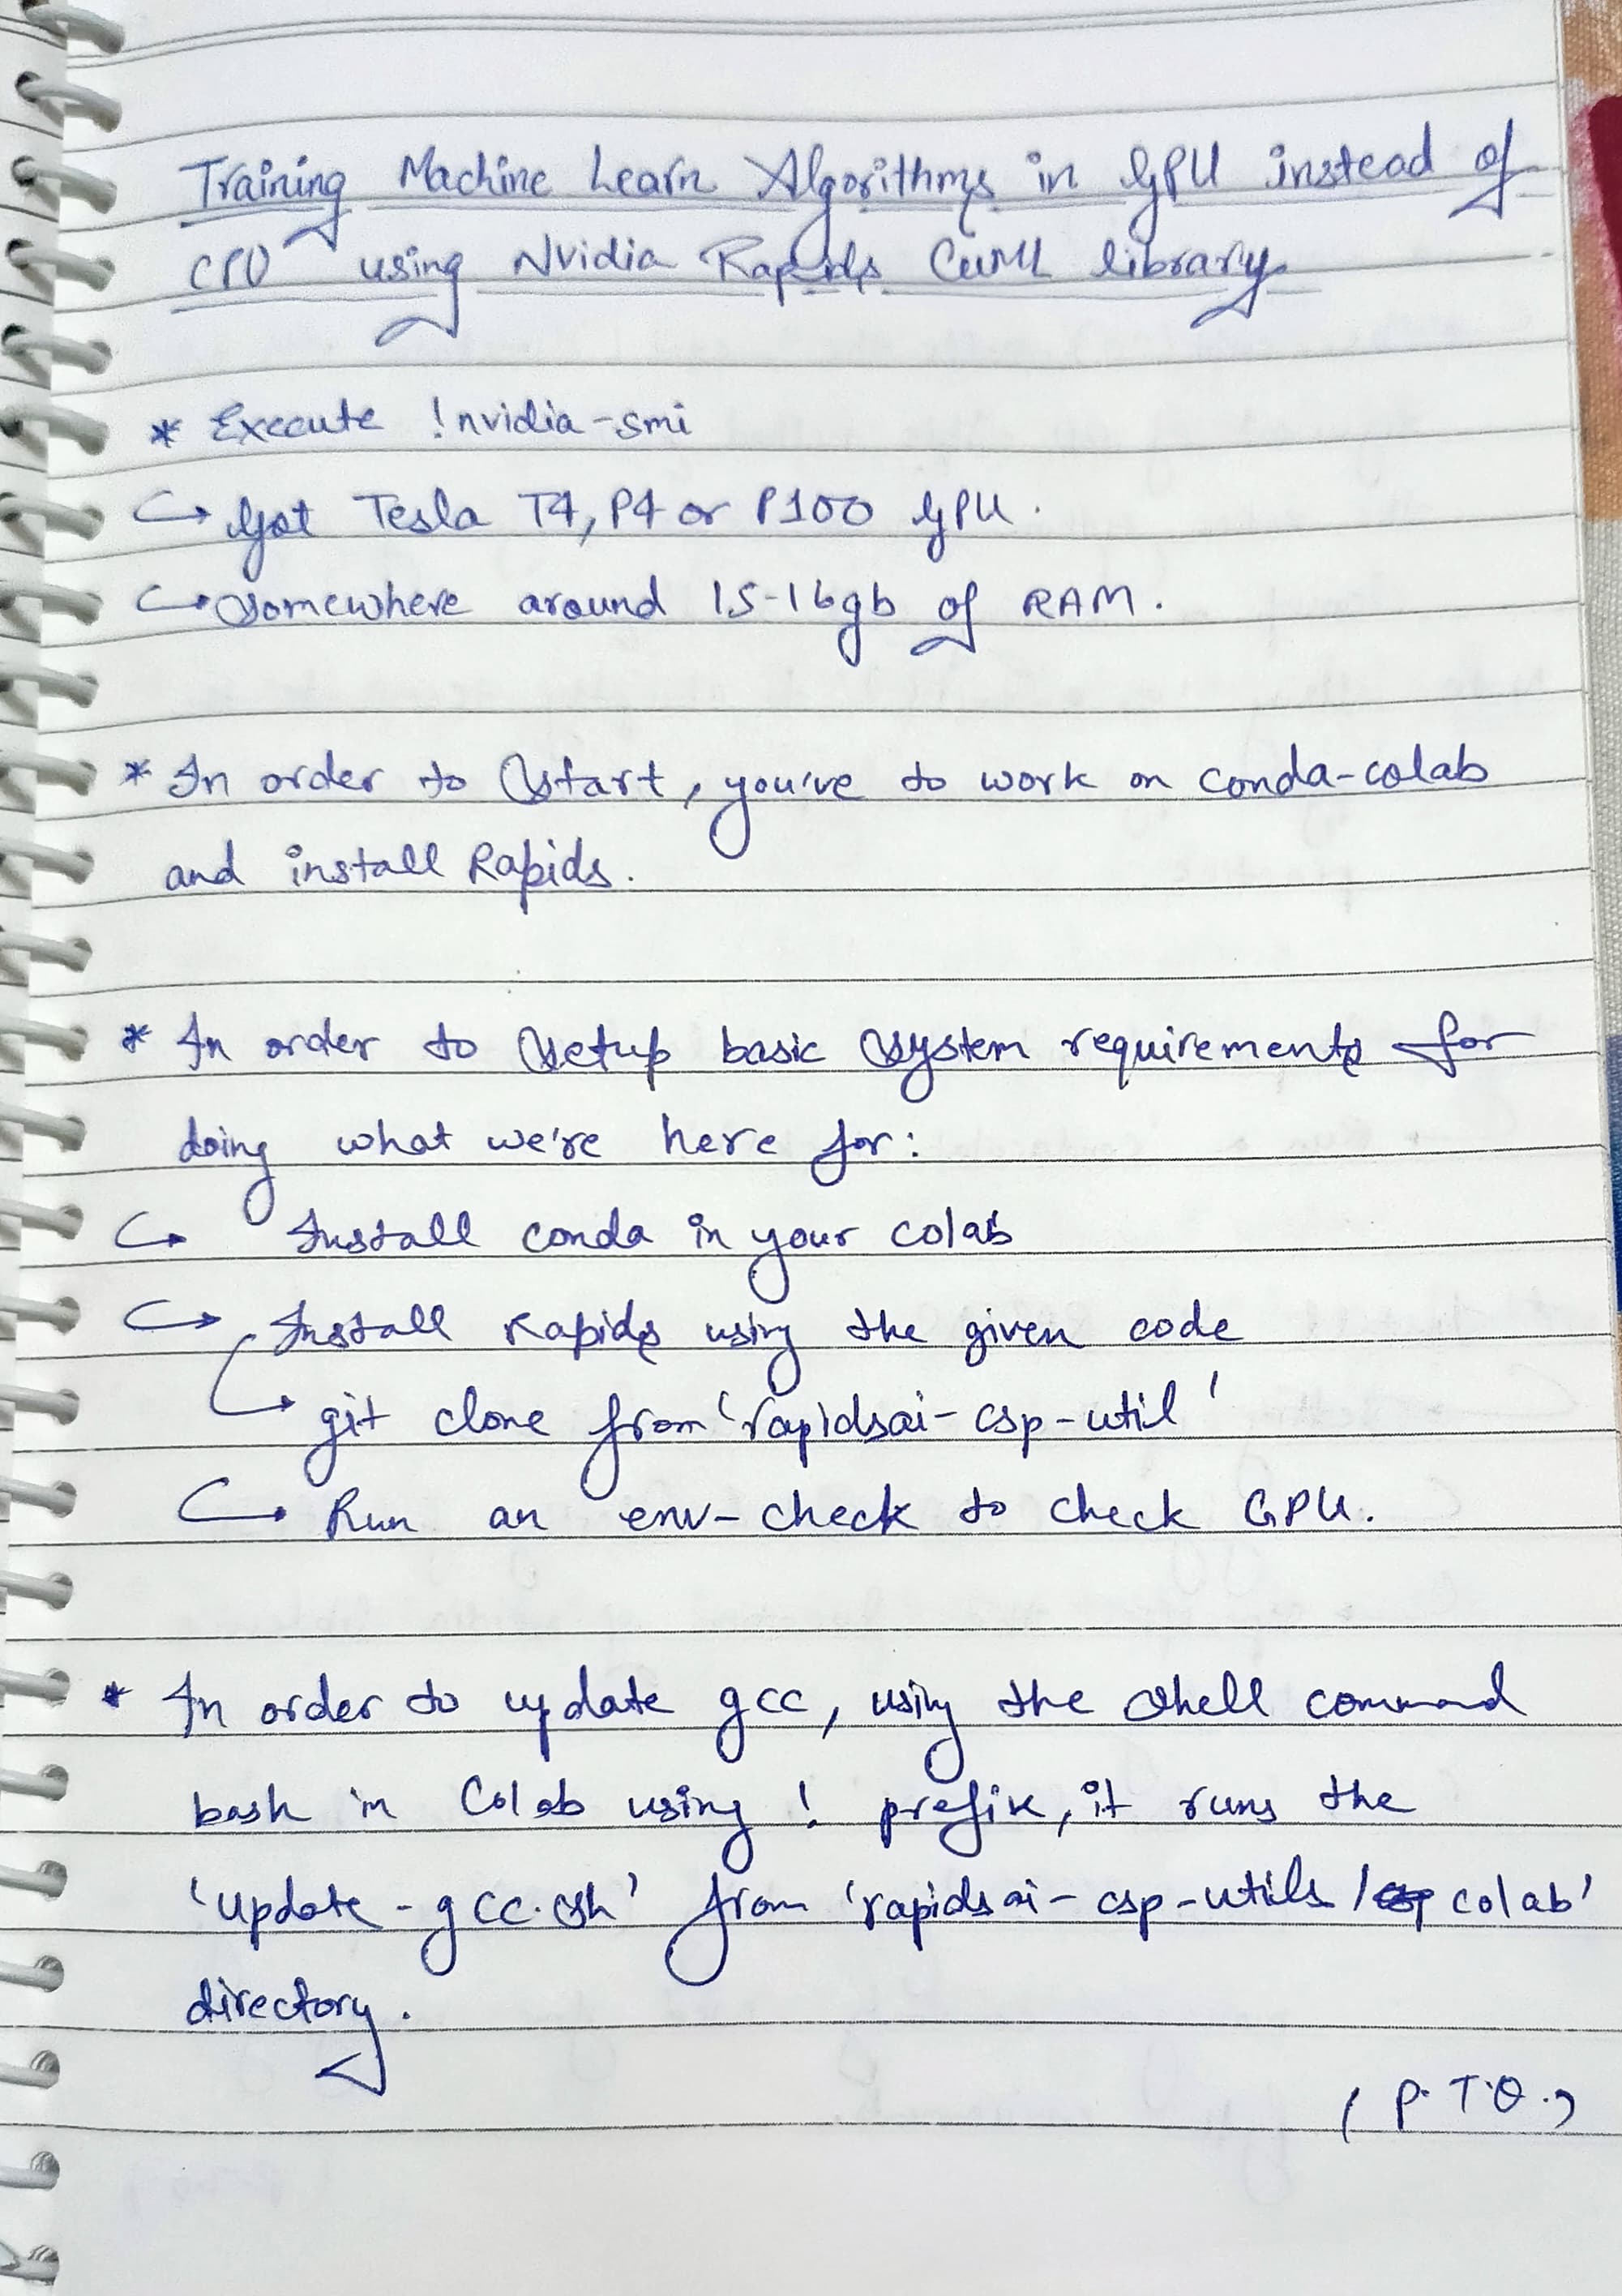 Training Machine Learn Algorithms in GPU instead of
CPU using Nvidia Rapids CuML library
* Execute !nvidia-smi
↪ Got Tesla T4, P4 or P100 GPU.
↪ somewhere around 15-16gb of RAM.
* In order to start, you've to work on conda-colab
and install Rapids.
* In order to setup basic system requirements for
doing what we're here for:
↪ Install conda in your colab
↪ Install Rapids using the given code
↪ git clone from 'rapidsai-csp-util'
↪ Run an env-check to check GPU.
* In order to update gcc, using the shell command
bash in Colab using ! prefix, it runs the
'update-gcc.sh' from 'rapidsai-csp-utils/colab'
directory.
(P.T.O.)